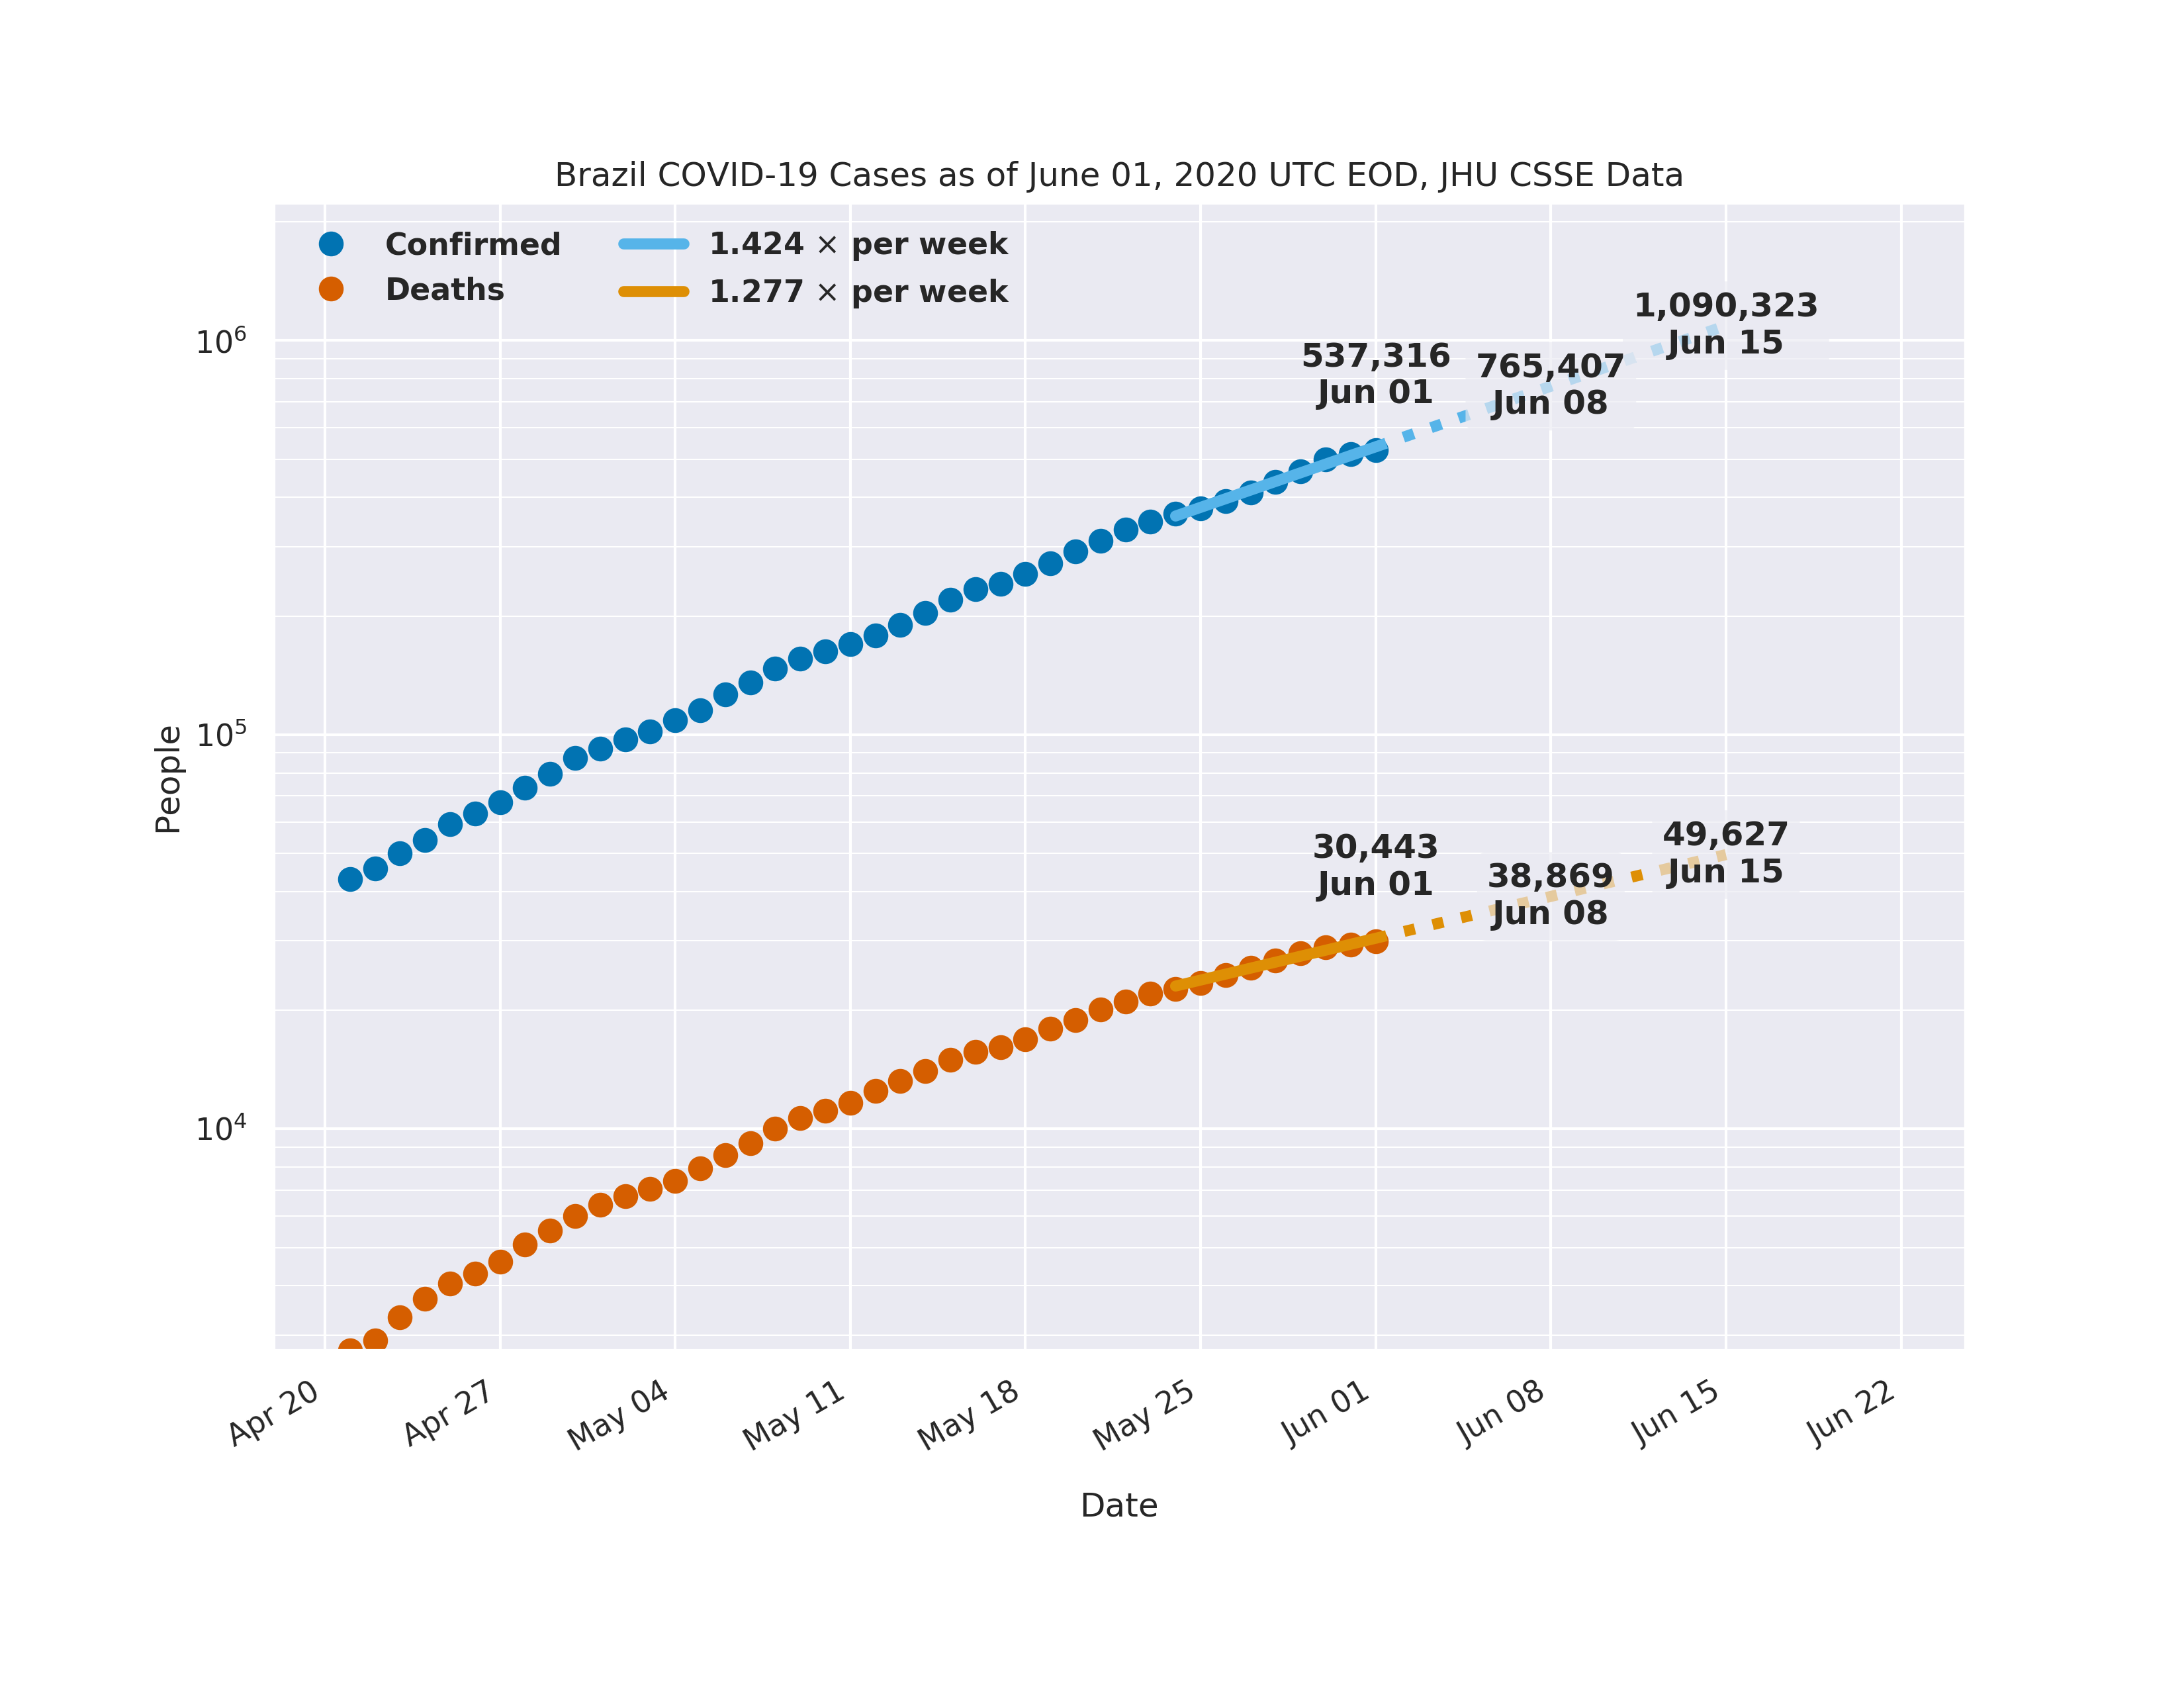 Brazil COVID-19 Cases as of June 01, 2020 UTC EOD, JHU CSSE Data
Confirmed
Deaths
1.424 × per week
1.277 × per week
1,090,323
Jun 15
537,316
Jun 01
765,407
Jun 08
30,443
Jun 01
38,869
Jun 08
49,627
Jun 15
People
10⁶
10⁵
10⁴
Apr 20
Apr 27
May 04
May 11
May 18
May 25
Jun 01
Jun 08
Jun 15
Jun 22
Date